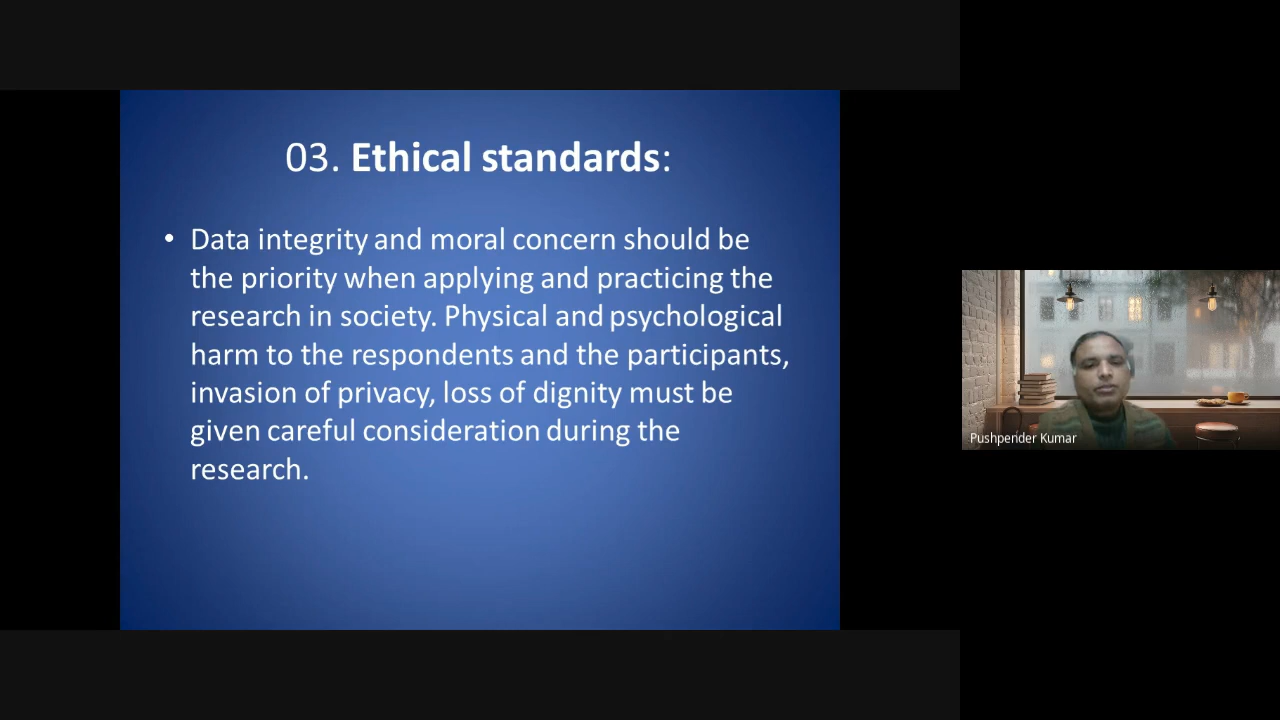 03. Ethical standards:
• Data integrity and moral concern should be
the priority when applying and practicing the
research in society. Physical and psychological
harm to the respondents and the participants,
invasion of privacy, loss of dignity must be
given careful consideration during the
research.
Pushpender Kumar